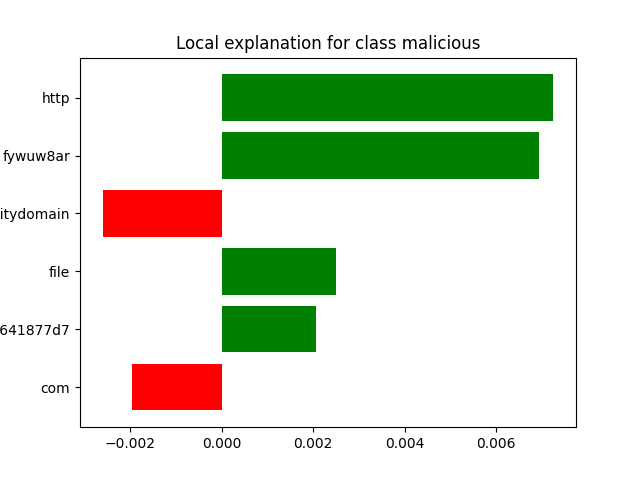 Local explanation for class malicious
http
fywuw8ar
itydomain
file
641877d7
com
−0.002 0.000 0.002 0.004 0.006